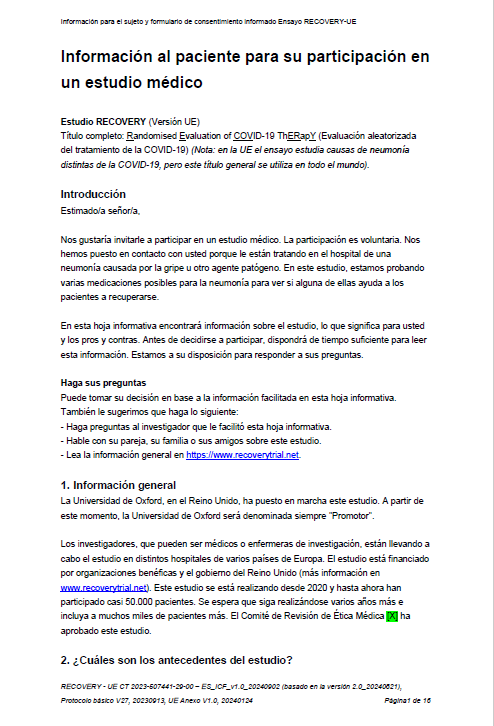 Información para el sujeto y formulario de consentimiento informado Ensayo RECOVERY-UE
Información al paciente para su participación en
un estudio médico
Estudio RECOVERY (Versión UE)
Título completo: Randomised Evaluation of COVID-19 ThERapY (Evaluación aleatorizada
del tratamiento de la COVID-19) (Nota: en la UE el ensayo estudia causas de neumonía
distintas de la COVID-19, pero este título general se utiliza en todo el mundo).
Introducción
Estimado/a señor/a,
Nos gustaría invitarle a participar en un estudio médico. La participación es voluntaria. Nos
hemos puesto en contacto con usted porque le están tratando en el hospital de una
neumonía causada por la gripe u otro agente patógeno. En este estudio, estamos probando
varias medicaciones posibles para la neumonía para ver si alguna de ellas ayuda a los
pacientes a recuperarse.
En esta hoja informativa encontrará información sobre el estudio, lo que significa para usted
y los pros y contras. Antes de decidirse a participar, dispondrá de tiempo suficiente para leer
esta información. Estamos a su disposición para responder a sus preguntas.
Haga sus preguntas
Puede tomar su decisión en base a la información facilitada en esta hoja informativa.
También le sugerimos que haga lo siguiente:
- Haga preguntas al investigador que le facilitó esta hoja informativa.
- Hable con su pareja, su familia o sus amigos sobre este estudio.
- Lea la información general en https://www.recoverytrial.net.
1. Información general
La Universidad de Oxford, en el Reino Unido, ha puesto en marcha este estudio. A partir de
este momento, la Universidad de Oxford será denominada siempre "Promotor".
Los investigadores, que pueden ser médicos o enfermeras de investigación, están llevando a
cabo el estudio en distintos hospitales de varios países de Europa. El estudio está financiado
por organizaciones benéficas y el gobierno del Reino Unido (más información en
www.recoverytrial.net). Este estudio se está realizando desde 2020 y hasta ahora han
participado casi 50.000 pacientes. Se espera que siga realizándose varios años más e
incluya a muchos miles de pacientes más. El Comité de Revisión de Ética Médica [X] ha
aprobado este estudio.
2. ¿Cuáles son los antecedentes del estudio?
RECOVERY - UE CT 2023-507441-29-00 – ES_ICF_v1.0_20240902 (basado en la versión 2.0_20240621),
Protocolo básico V27, 20230913, UE Anexo V1.0, 20240124 Página1 de 16